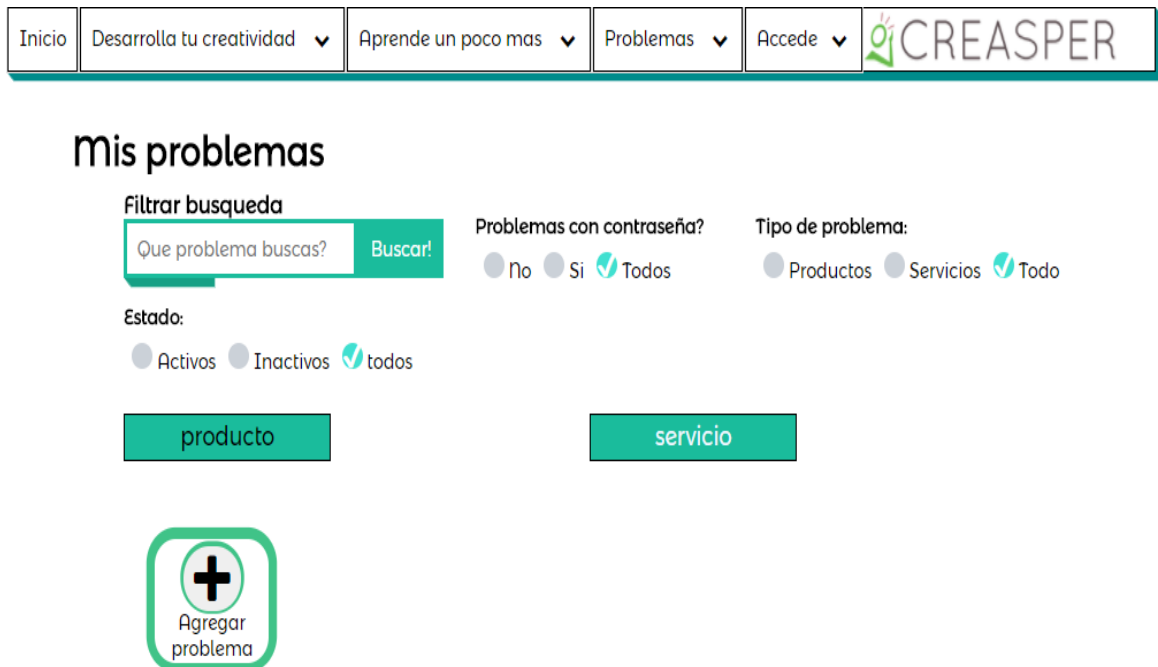 Inicio Desarrolla tu creatividad Aprende un poco mas Problemas Accede CREASPER
Mis problemas
Filtrar busqueda
Que problema buscas? Buscar!
Problemas con contraseña?
No Si Todos
Tipo de problema:
Productos Servicios Todo
Estado:
Activos Inactivos todos
producto servicio
Agregar
problema